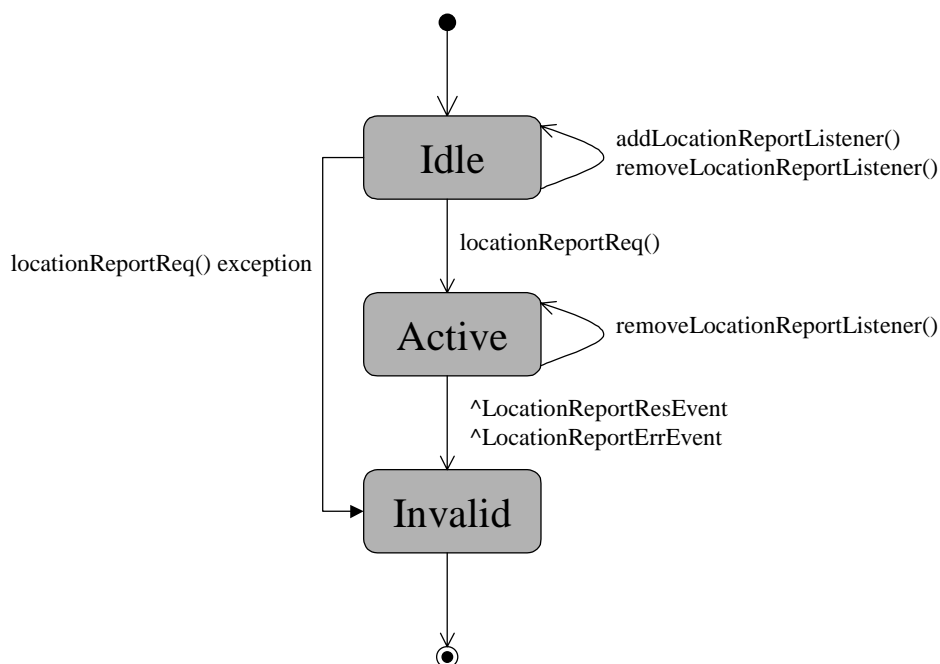 Idle
addLocationReportListener()
removeLocationReportListener()
locationReportReq()
locationReportReq() exception
Active
removeLocationReportListener()
^LocationReportResEvent
^LocationReportErrEvent
Invalid